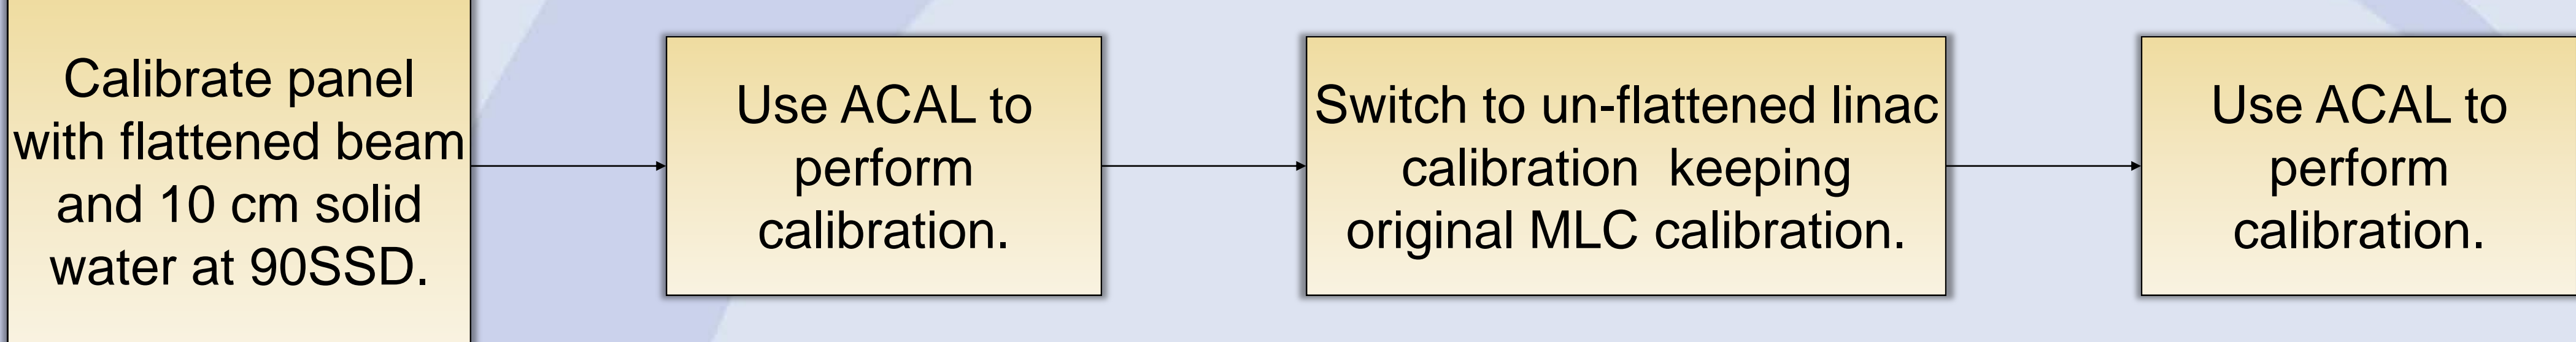 Calibrate panel
with flattened beam
and 10 cm solid
water at 90SSD.
Use ACAL to
perform
calibration.
Switch to un-flattened linac
calibration  keeping
original MLC calibration.
Use ACAL to
perform
calibration.